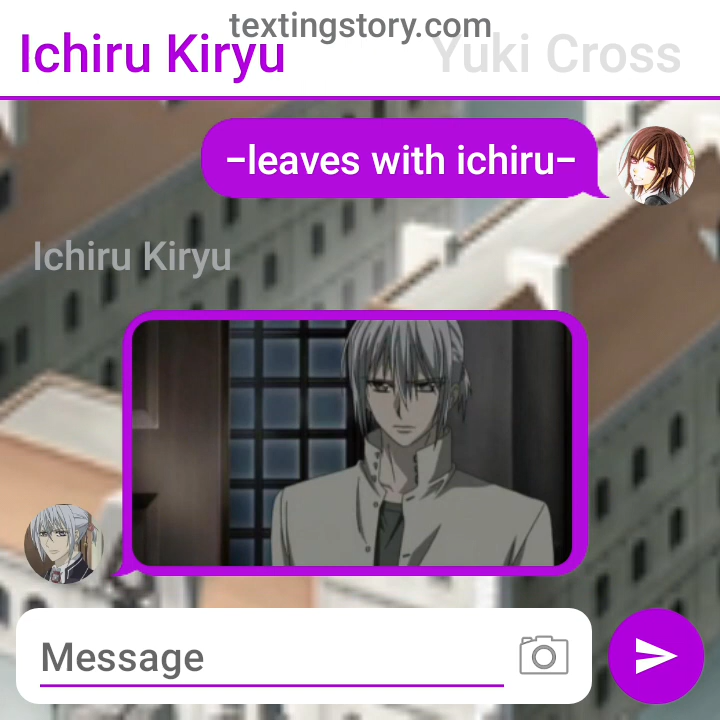 textingstory.com
Ichiru Kiryu Yuki Cross
–leaves with ichiru–
Ichiru Kiryu
Message